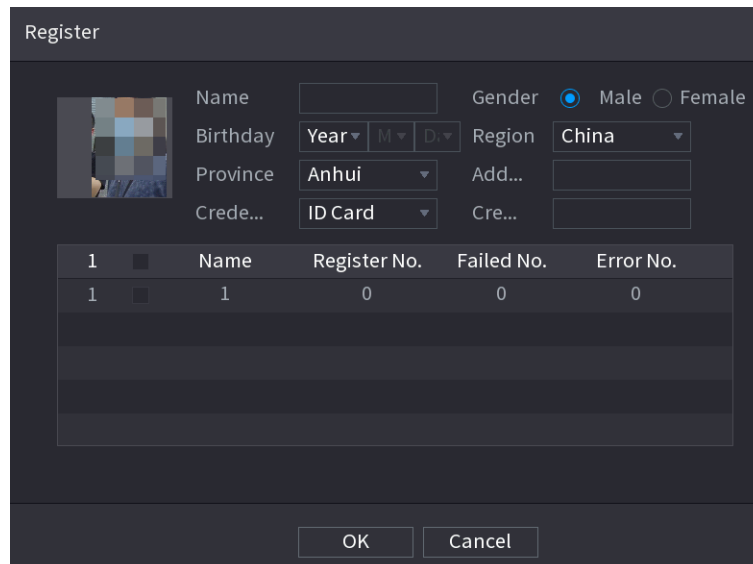 Register
Name Gender Male Female
Birthday Year M D. Region China
Province Anhui Add...
Crede... ID Card Cre...
1 Name Register No. Failed No. Error No.
1 1 0 0 0
OK Cancel